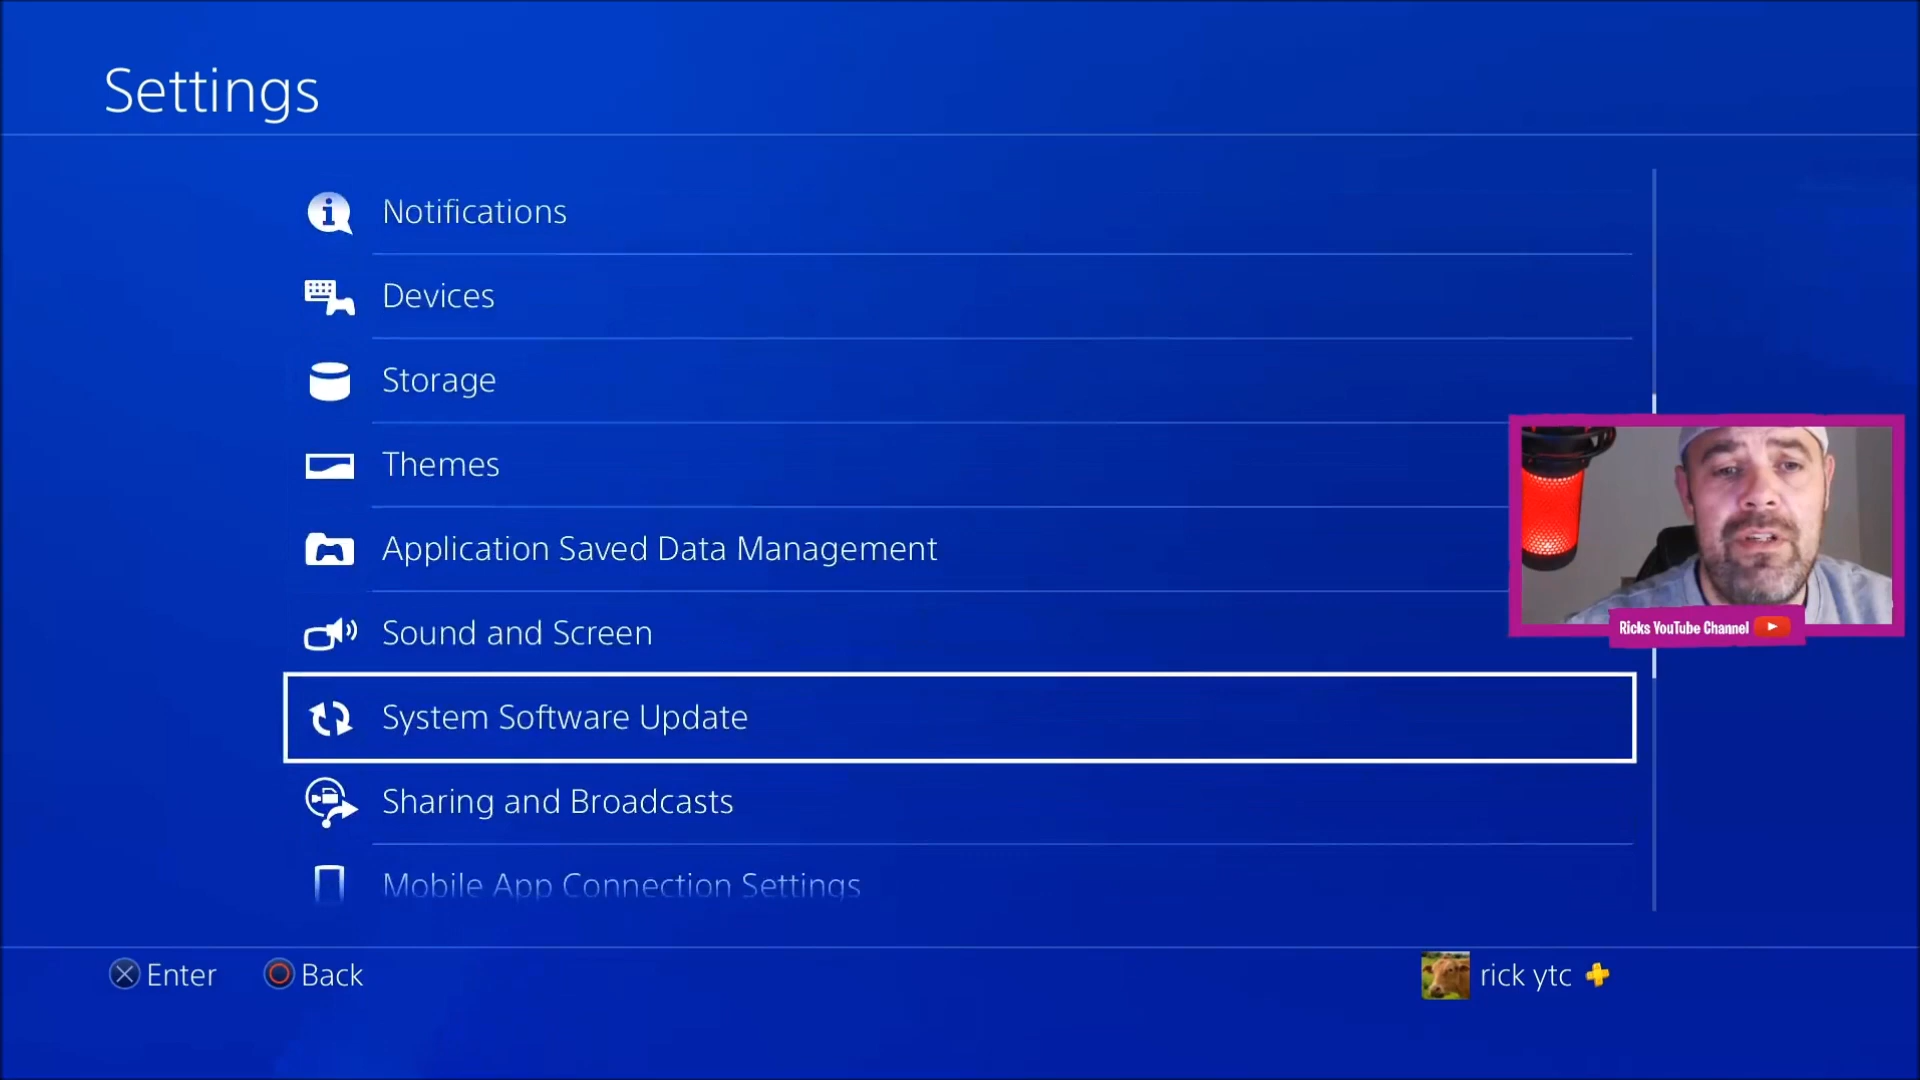 Settings
Notifications
Devices
Storage
Themes
Application Saved Data Management
Sound and Screen
System Software Update
Ricks YouTube Channel
Sharing and Broadcasts
Mobile App Connection Settings
Enter
Back
rick ytc